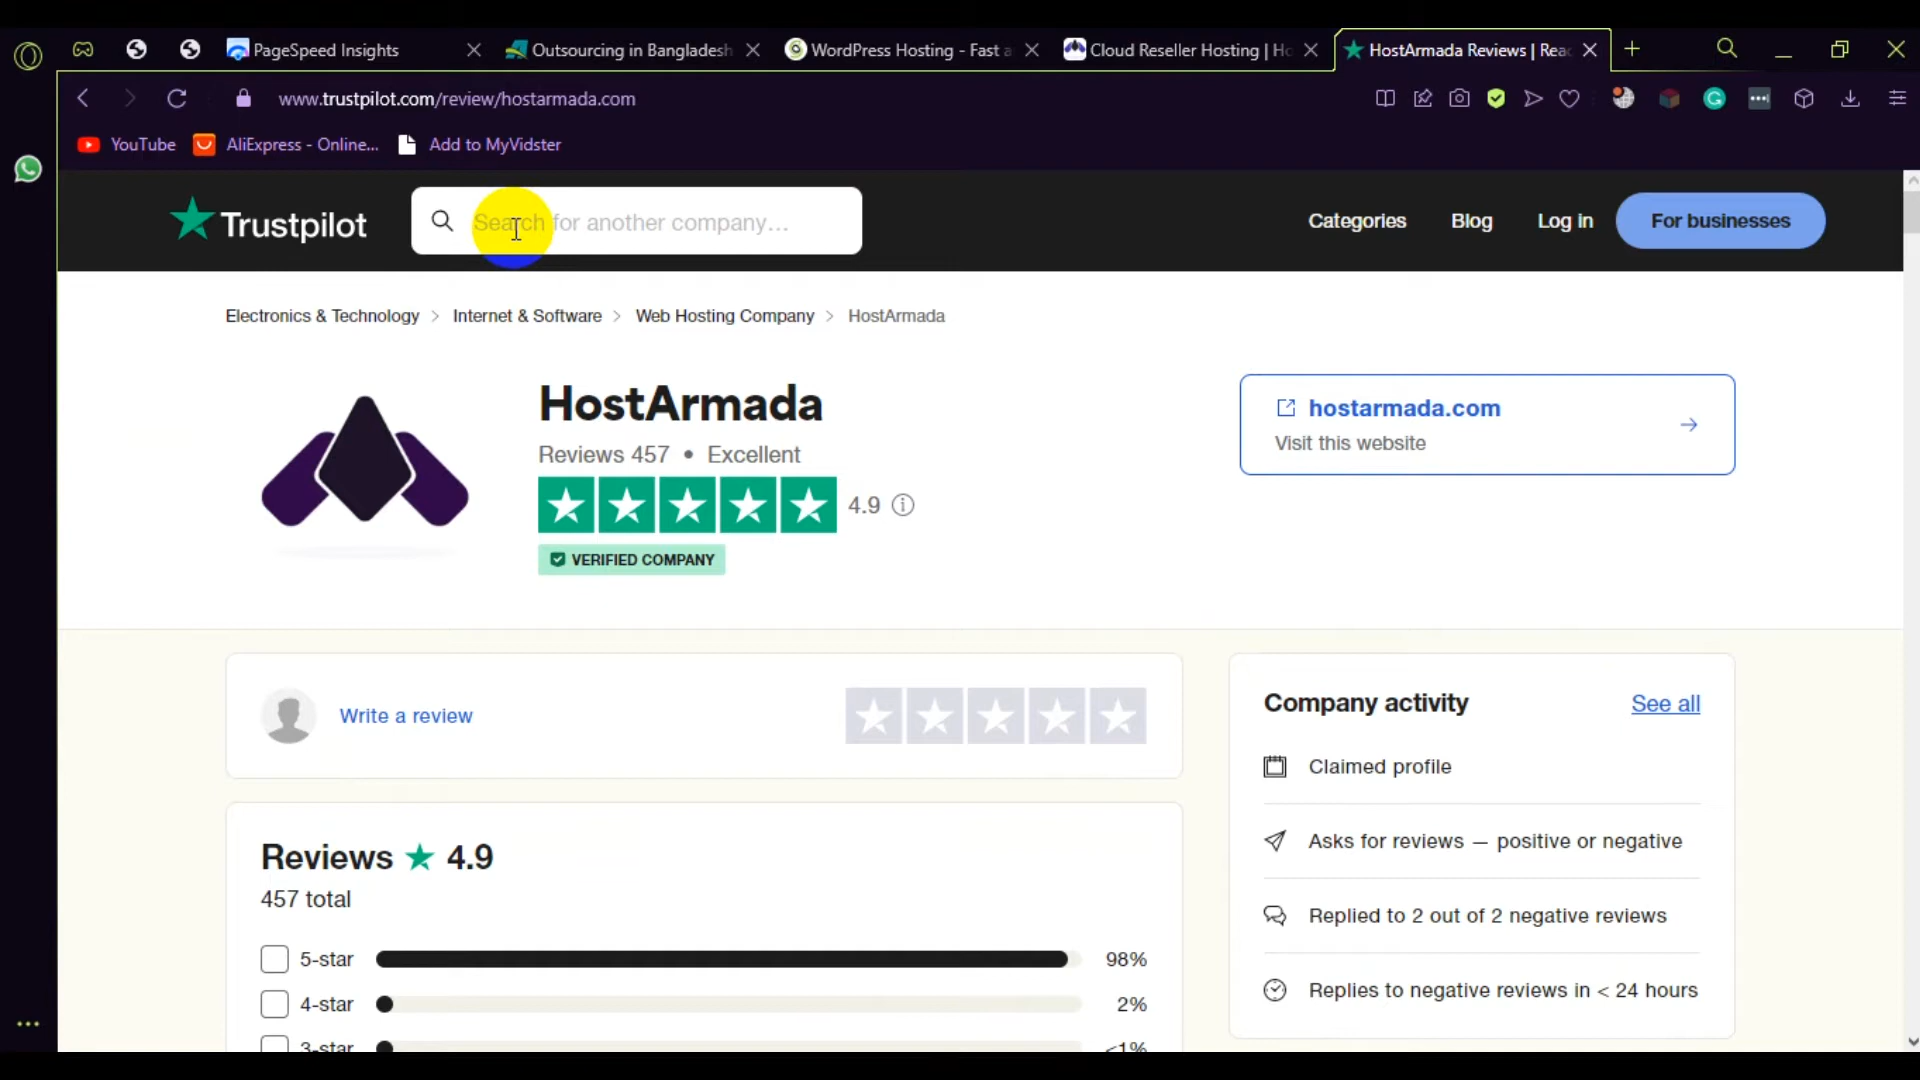 PageSpeed Insights
Outsourcing in Bangladesh
WordPress Hosting - Fast a
Cloud Reseller Hosting | Ho
HostArmada Reviews | Read
www.trustpilot.com/review/hostarmada.com
YouTube
AliExpress - Online...
Add to MyVidster
Trustpilot
Search for another company...
Categories
Blog
Log in
For businesses
Electronics & Technology > Internet & Software > Web Hosting Company > HostArmada
HostArmada
Reviews 457 • Excellent
4.9
VERIFIED COMPANY
hostarmada.com
Visit this website
Write a review
Company activity
See all
Claimed profile
Asks for reviews — positive or negative
Replied to 2 out of 2 negative reviews
Replies to negative reviews in < 24 hours
Reviews ★ 4.9
457 total
5-star 98%
4-star 2%
3-star <1%